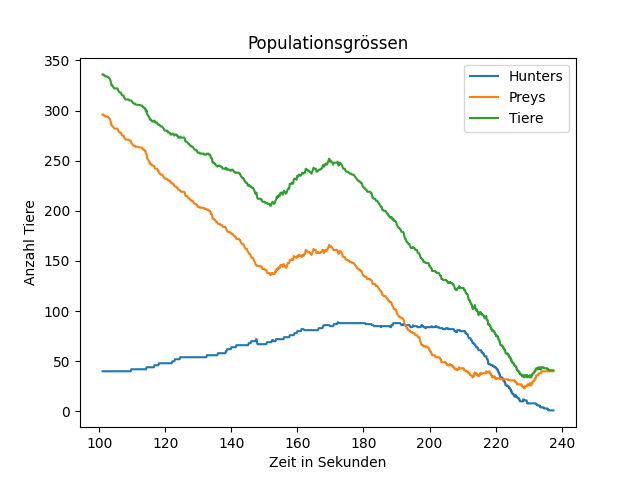 Populationsgrössen
350
300
250
200
150
100
50
0
Anzahl Tiere
Hunters
Preys
Tiere
100 120 140 160 180 200 220 240
Zeit in Sekunden